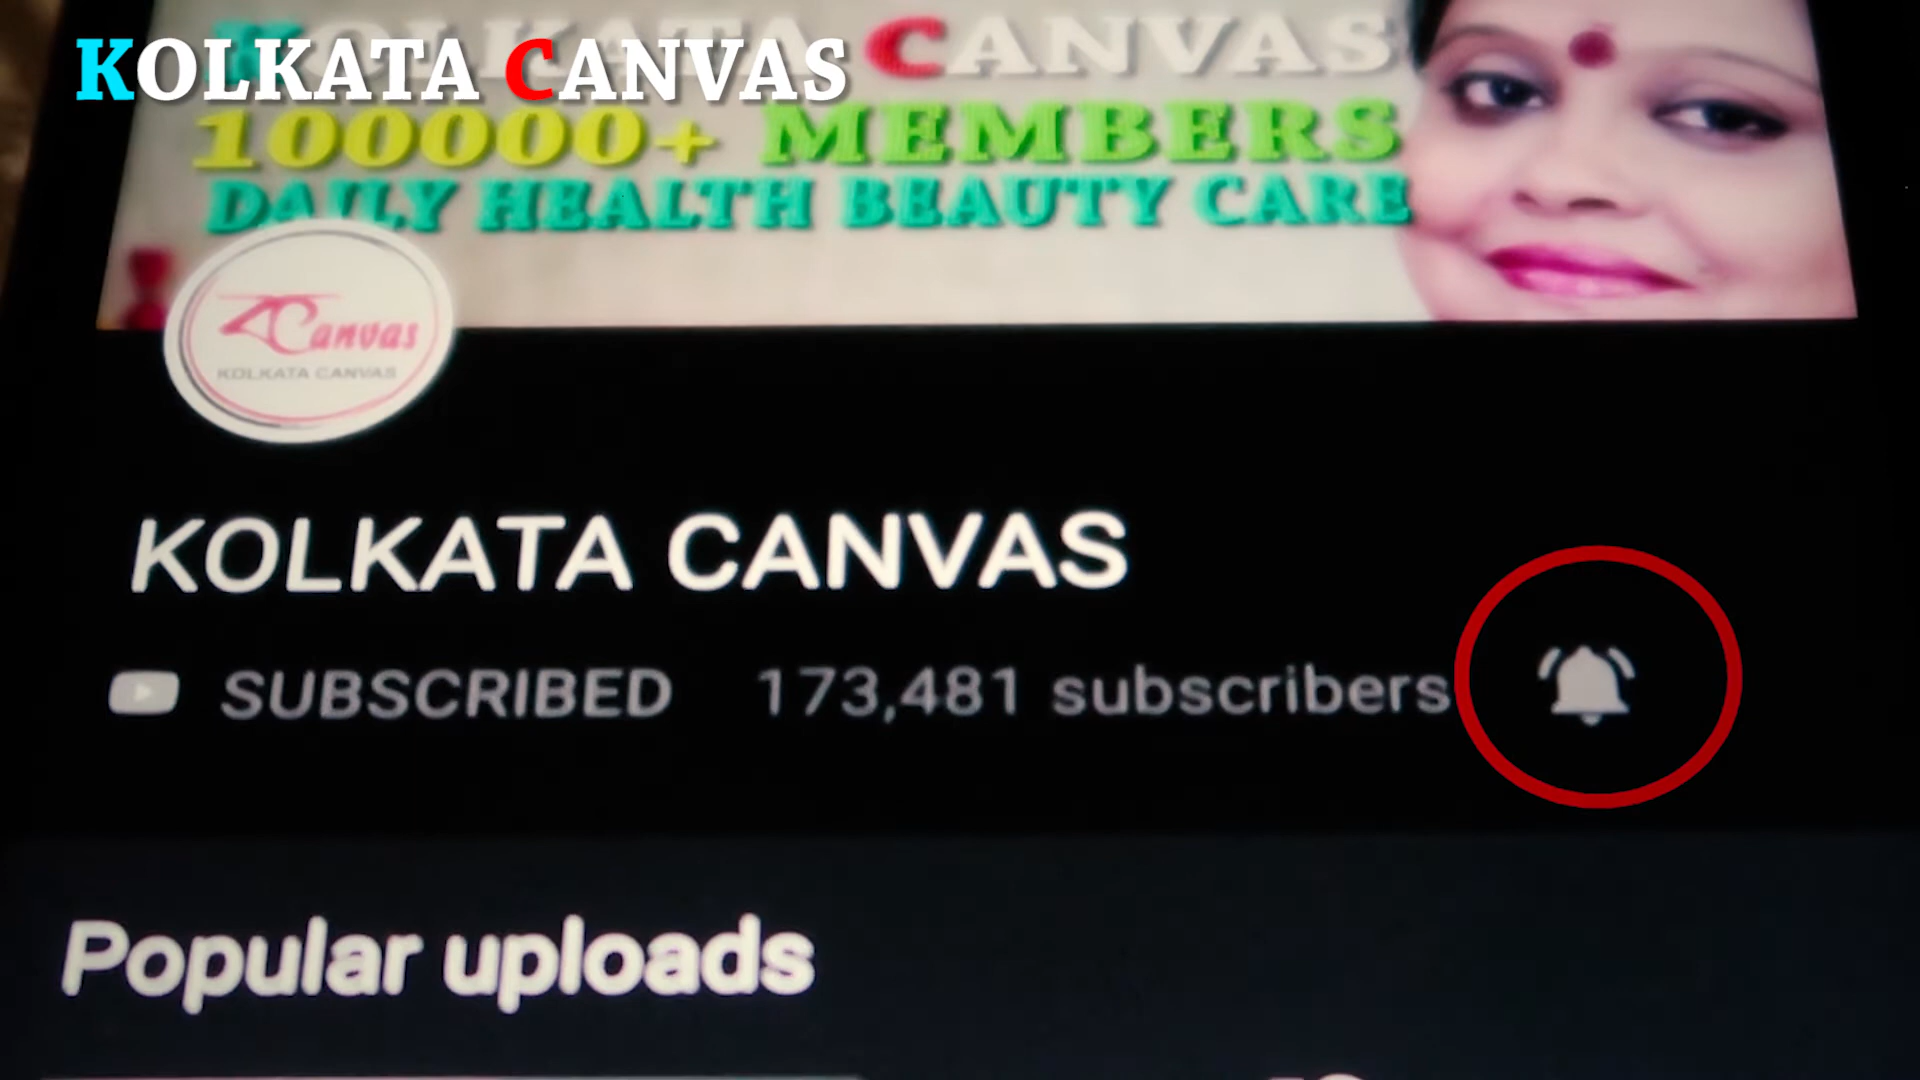 KOLKATA CANVAS
KOLKATA CANVAS
100000+ MEMBERS
DAILY HEALTH BEAUTY CARE
Canvas
KOLKATA CANVAS
KOLKATA CANVAS
SUBSCRIBED 173,481 subscribers
Popular uploads